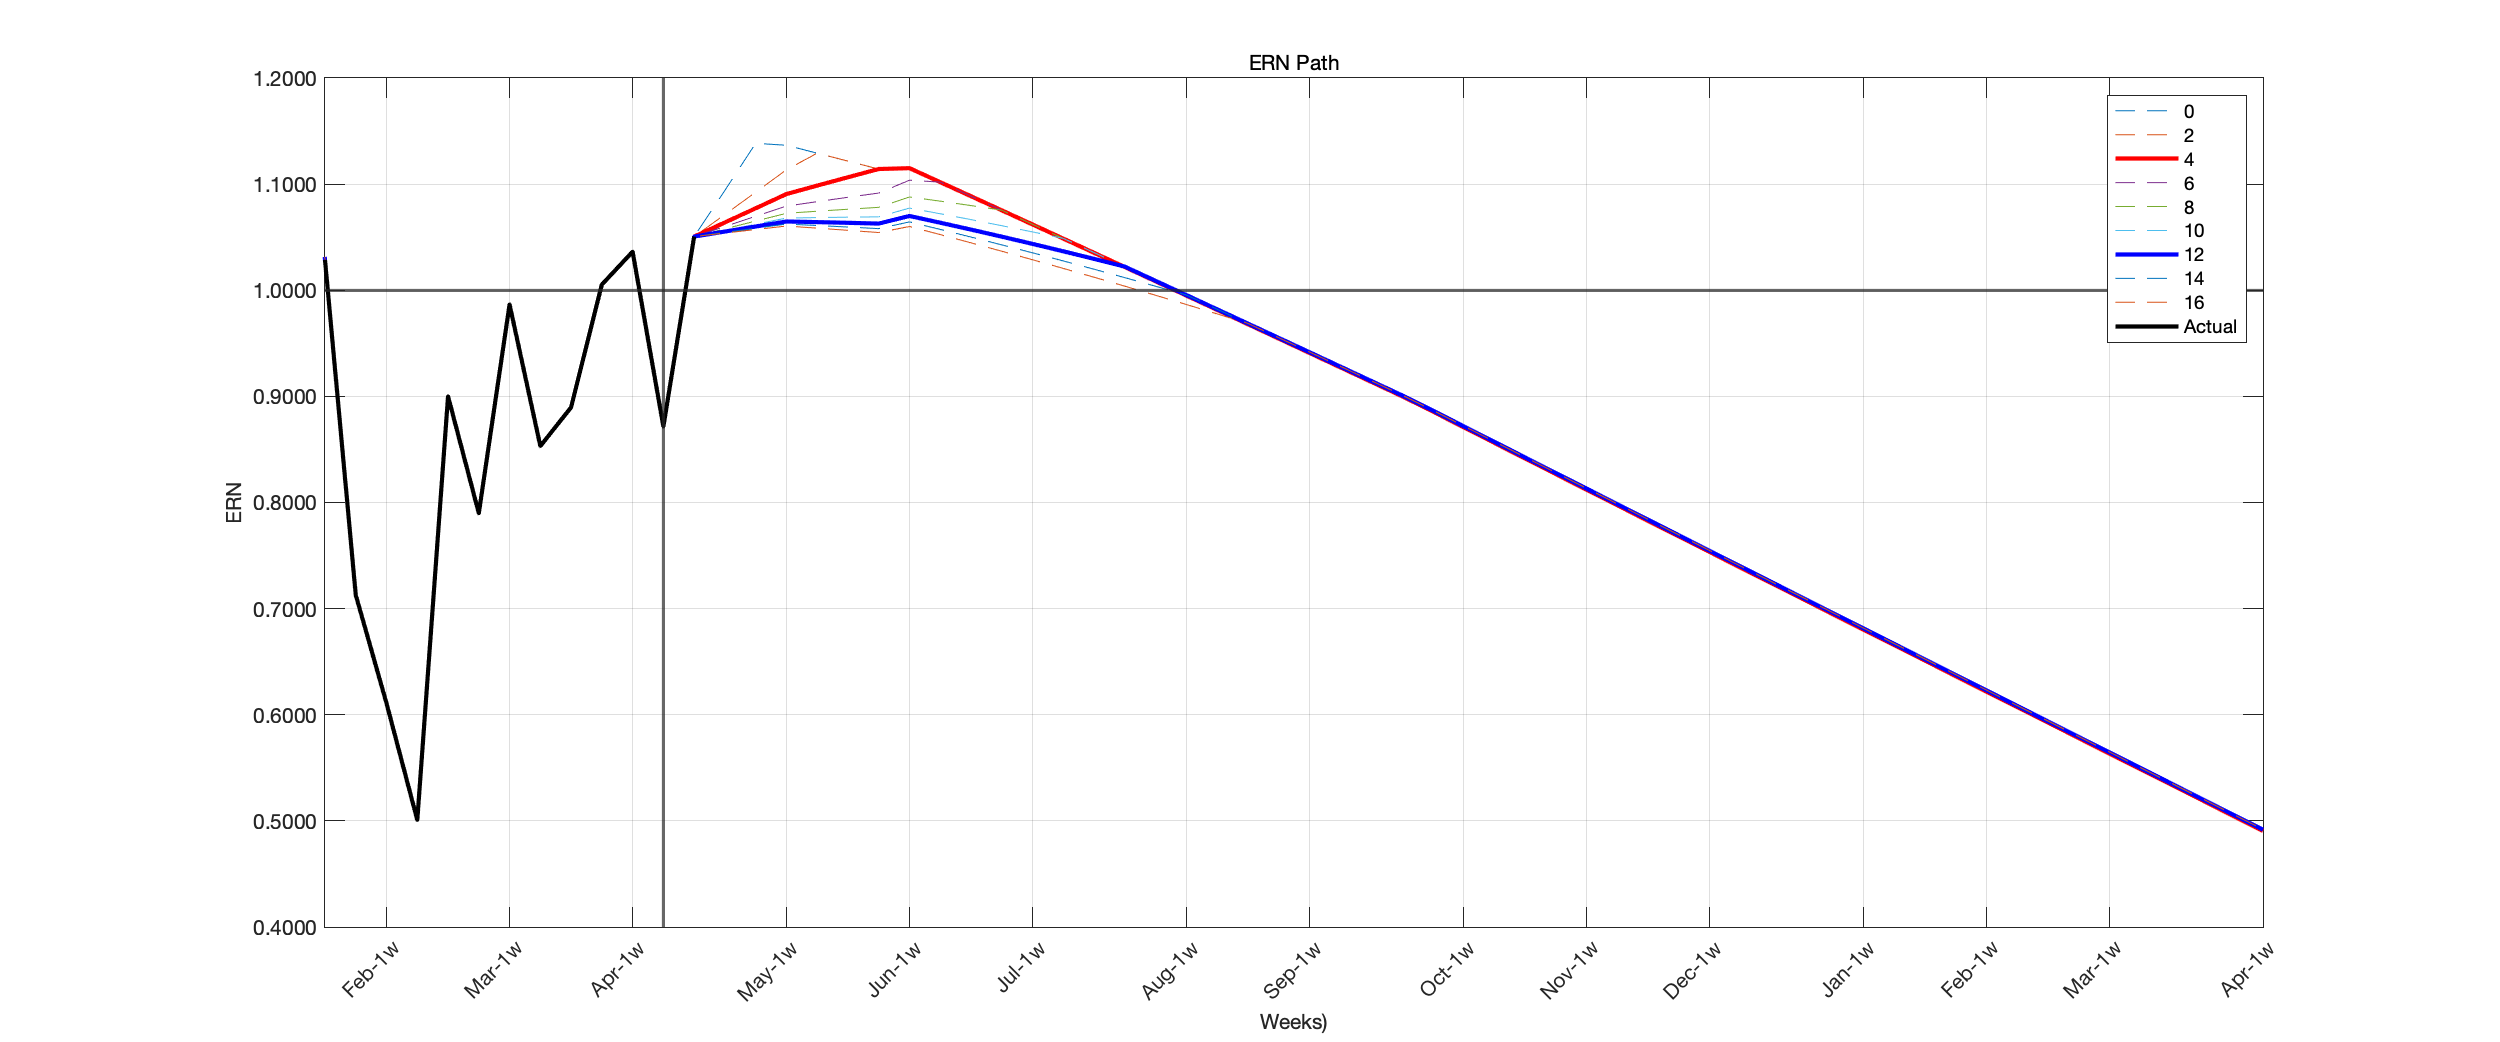 ERN Path
1.2000
1.1000
1.0000
0.9000
0.8000
0.7000
0.6000
0.5000
0.4000
ERN
0
2
4
6
8
10
12
14
16
Actual
Feb-1w
Mar-1w
Apr-1w
May-1w
Jun-1w
Jul-1w
Aug-1w
Sep-1w
Oct-1w
Nov-1w
Dec-1w
Jan-1w
Feb-1w
Mar-1w
Apr-1w
Weeks)